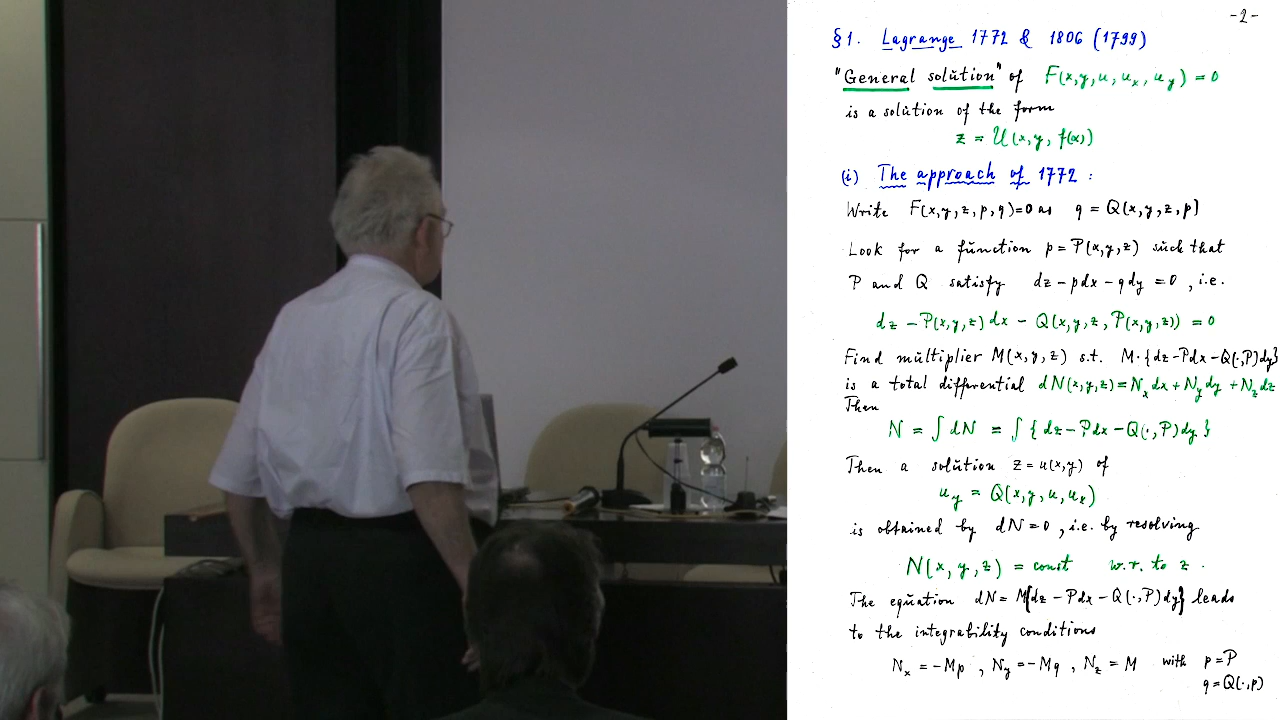 -2-
§1. Lagrange 1772 & 1806 (1799)
"General solution" of F(x,y,u,u_x,u_y) = 0
is a solution of the form
z = U(x,y,f(α))
(i) The approach of 1772:
Write F(x,y,z,p,q)=0 as q = Q(x,y,z,p)
Look for a function p = P(x,y,z) such that
P and Q satisfy dz - pdx - qdy = 0, i.e.
dz - P(x,y,z)dx - Q(x,y,z,P(x,y,z)) = 0
Find multiplier M(x,y,z) s.t. M·{dz-Pdx-Q(·,P)dy}
is a total differential dN(x,y,z)=N_x dx+N_y dy+N_z dz
Then
N = ∫dN = ∫{dz-Pdx-Q(·,P)dy}
Then a solution z=u(x,y) of
u_y = Q(x,y,u,u_x)
is obtained by dN=0, i.e. by resolving
N(x,y,z) = const w.r. to z.
The equation dN= M{dz-Pdx-Q(·,P)dy} leads
to the integrability conditions
N_x = -Mp, N_y = -Mq, N_z = M with p=P
q=Q(·,p)